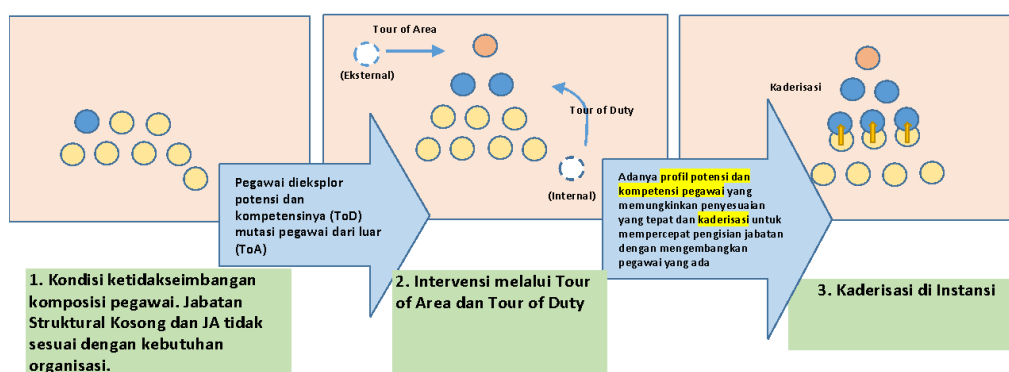 Pegawai dieksplor
potensi dan
kompetensinya (ToD)
mutasi pegawai dari luar
(ToA)
1. Kondisi ketidakseimbangan
komposisi pegawai. Jabatan
Struktural Kosong dan JA tidak
sesuai dengan kebutuhan
organisasi.
Tour of Area
(Eksternal)
Tour of Duty
(Internal)
2. Intervensi melalui Tour
of Area dan Tour of Duty
Adanya profil potensi dan
kompetensi pegawai yang
memungkinkan penyesuaian
yang tepat dan kaderisasi untuk
mempercepat pengisian jabatan
dengan mengembangkan
pegawai yang ada
Kaderisasi
3. Kaderisasi di Instansi